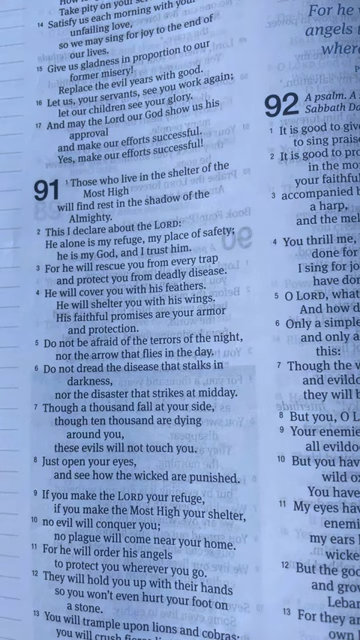 Take pity on your
14 Satisfy us each morning with your
unfailing love,
so we may sing for joy to the end of
our lives.
15 Give us gladness in proportion to our
former misery!
Replace the evil years with good.
16 Let us, your servants, see you work again;
let our children see your glory.
17 And may the Lord our God show us his
approval
and make our efforts successful.
Yes, make our efforts successful!
91
1 Those who live in the shelter of the
Most High
will find rest in the shadow of the
Almighty.
2 This I declare about the LORD:
He alone is my refuge, my place of safety;
he is my God, and I trust him.
3 For he will rescue you from every trap
and protect you from deadly disease.
4 He will cover you with his feathers.
He will shelter you with his wings.
His faithful promises are your armor
and protection.
5 Do not be afraid of the terrors of the night,
nor the arrow that flies in the day.
6 Do not dread the disease that stalks in
darkness,
nor the disaster that strikes at midday.
7 Though a thousand fall at your side,
though ten thousand are dying
around you,
these evils will not touch you.
8 Just open your eyes,
and see how the wicked are punished.
9 If you make the LORD your refuge,
if you make the Most High your shelter,
10 no evil will conquer you;
no plague will come near your home.
11 For he will order his angels
to protect you wherever you go.
12 They will hold you up with their hands
so you won't even hurt your foot on
a stone.
13 You will trample upon lions and cobras;
you will crush
For he
angels
where
92
A psalm. A
Sabbath Da
1 It is good to giv
to sing praise
2 It is good to pro
in the mo
your faithful
3 accompanied
a harp,
and the mel
4 You thrill me,
done for
I sing for jo
have don
5 O LORD, what
And how d
6 Only a simple
and only a
this:
7 Though the w
and evildo
they will b
8 But you, O L
9 Your enemie
all evildo
10 But you hav
wild ox
You have
11 My eyes hav
enemi
my ears
wicke
12 But the god
and grov
Leban
13 For they ar
own